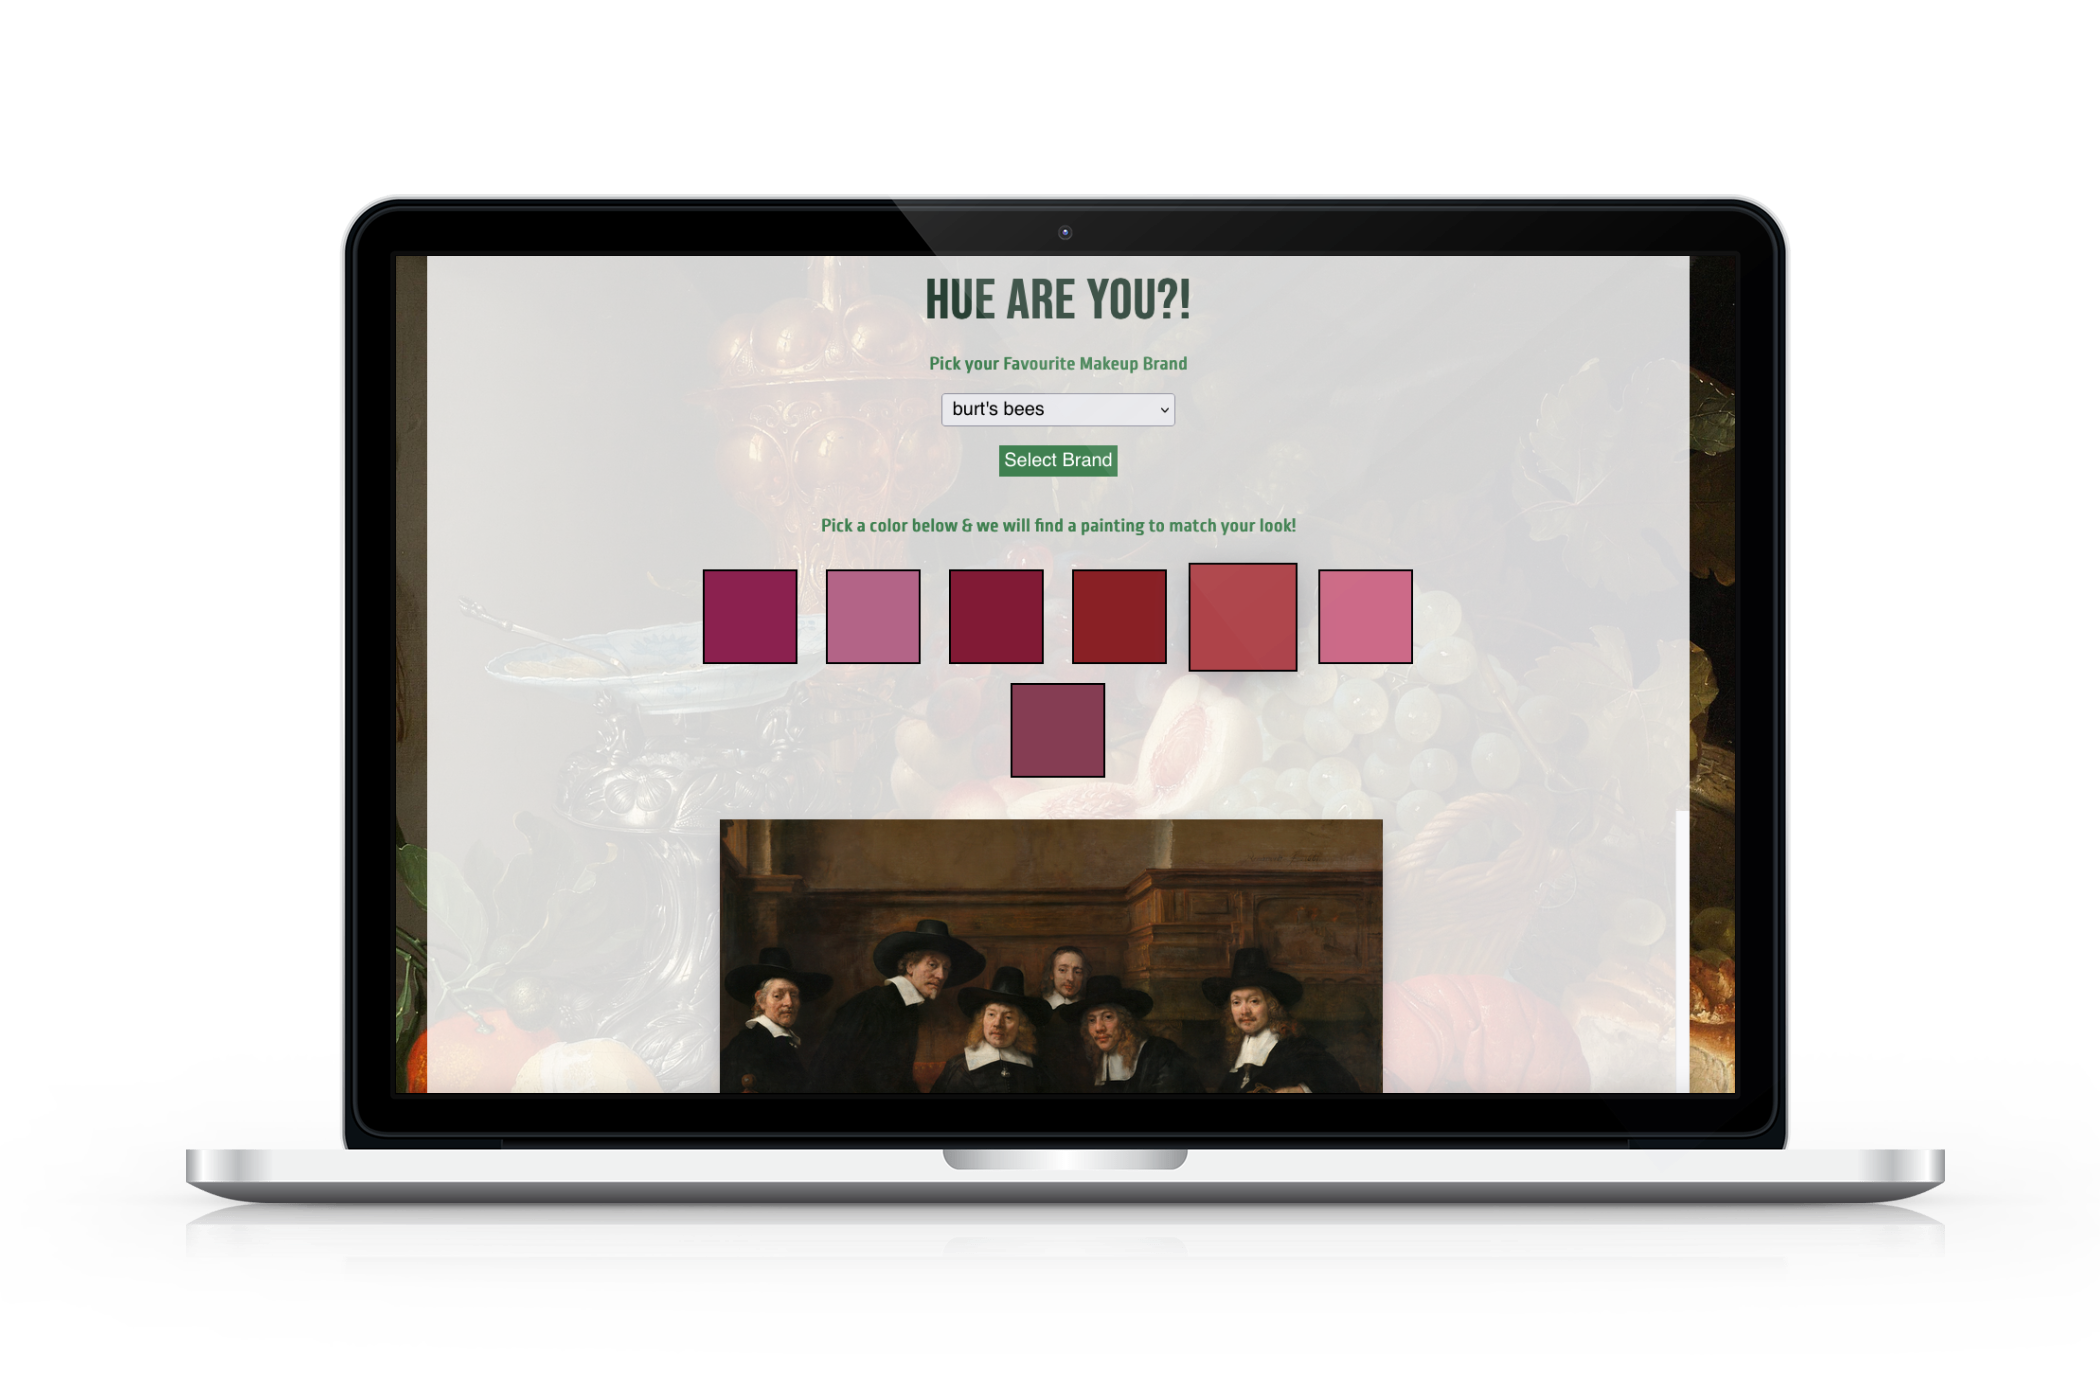 HUE ARE YOU?!
Pick your Favourite Makeup Brand
burt's bees
Select Brand
Pick a color below & we will find a painting to match your look!